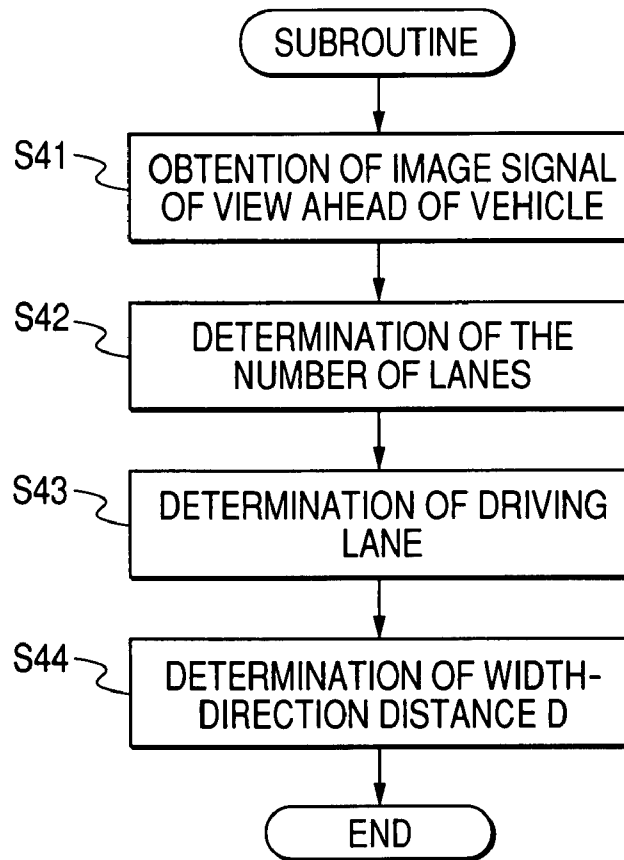 SUBROUTINE
S41
OBTENTION OF IMAGE SIGNAL
OF VIEW AHEAD OF VEHICLE
S42
DETERMINATION OF THE
NUMBER OF LANES
S43
DETERMINATION OF DRIVING
LANE
S44
DETERMINATION OF WIDTH-
DIRECTION DISTANCE D
END